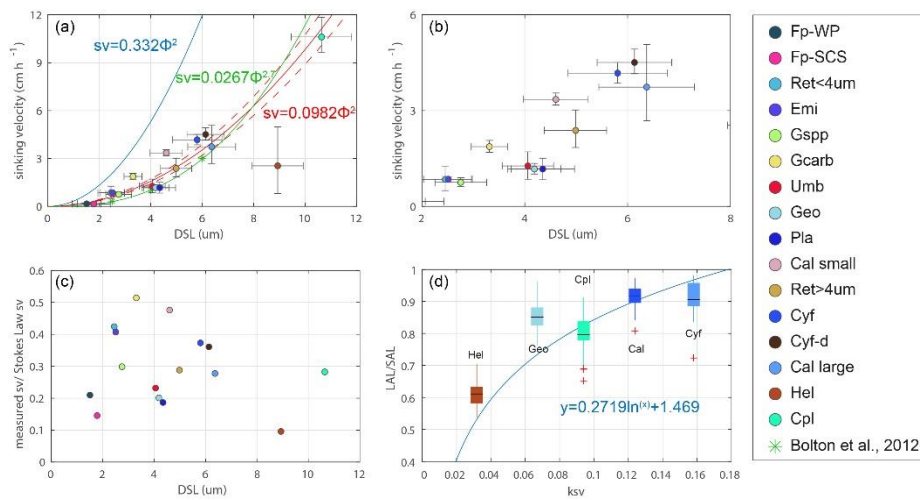 (a)
sv=0.332Φ²
sv=0.0267Φ^2.7
sv=0.0982Φ²
sinking velocity (cm h ⁻¹)
12
9
6
3
0
0 2 4 6 8 10 12
DSL (um)
(b)
sinking velocity (cm h ⁻¹)
12
9
6
3
0
2 4 6 8
DSL (um)
(c)
measured sv/ Stokes Law sv
0.6
0.5
0.4
0.3
0.2
0.1
0
0 2 4 6 8 10 12
DSL (um)
(d)
LAL/SAL
1
0.9
0.8
0.7
0.6
0.5
0.4
Hel
Geo
Cpl
Cal
Cyf
y=0.2719ln⁽ˣ⁾+1.469
0.00 0.02 0.04 0.06 0.08 0.1 0.12 0.14 0.16 0.18
ksv
Fp-WP
Fp-SCS
Ret<4um
Emi
Gspp
Gcarb
Umb
Geo
Pla
Cal small
Ret>4um
Cyf
Cyf-d
Cal large
Hel
Cpl
Bolton et al., 2012